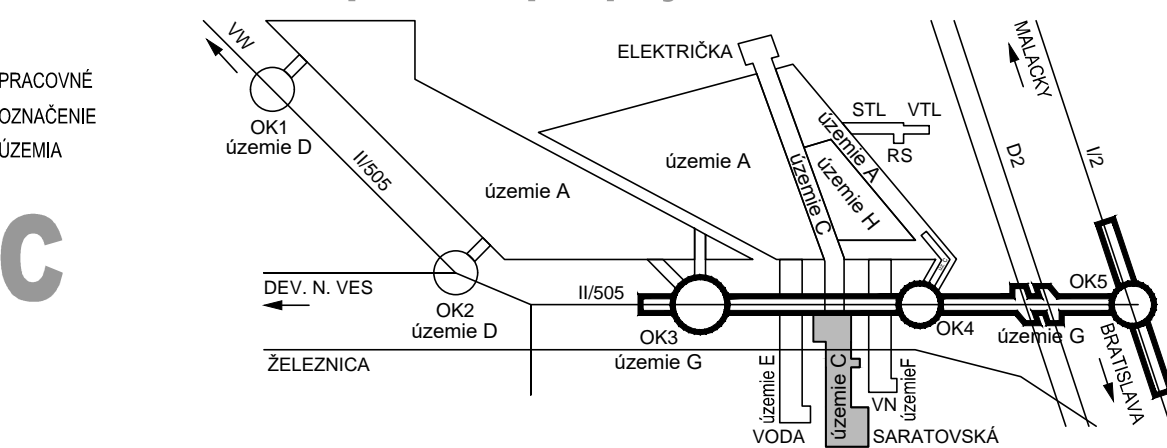 PRACOVNÉ
OZNAČENIE
ÚZEMIA
C
VW
OK1
územie D
II/505
DEV. N. VES
OK2
územie D
ŽELEZNICA
územie A
územie A
ELEKTRIČKA
územie C
územie A
územie H
STL VTL
RS
II/505
OK3
územie G
OK4
územie G
OK5
D2
I/2
MALACKY
BRATISLAVA
územie E
VODA
územie C
SARATOVSKÁ
VN
územieF